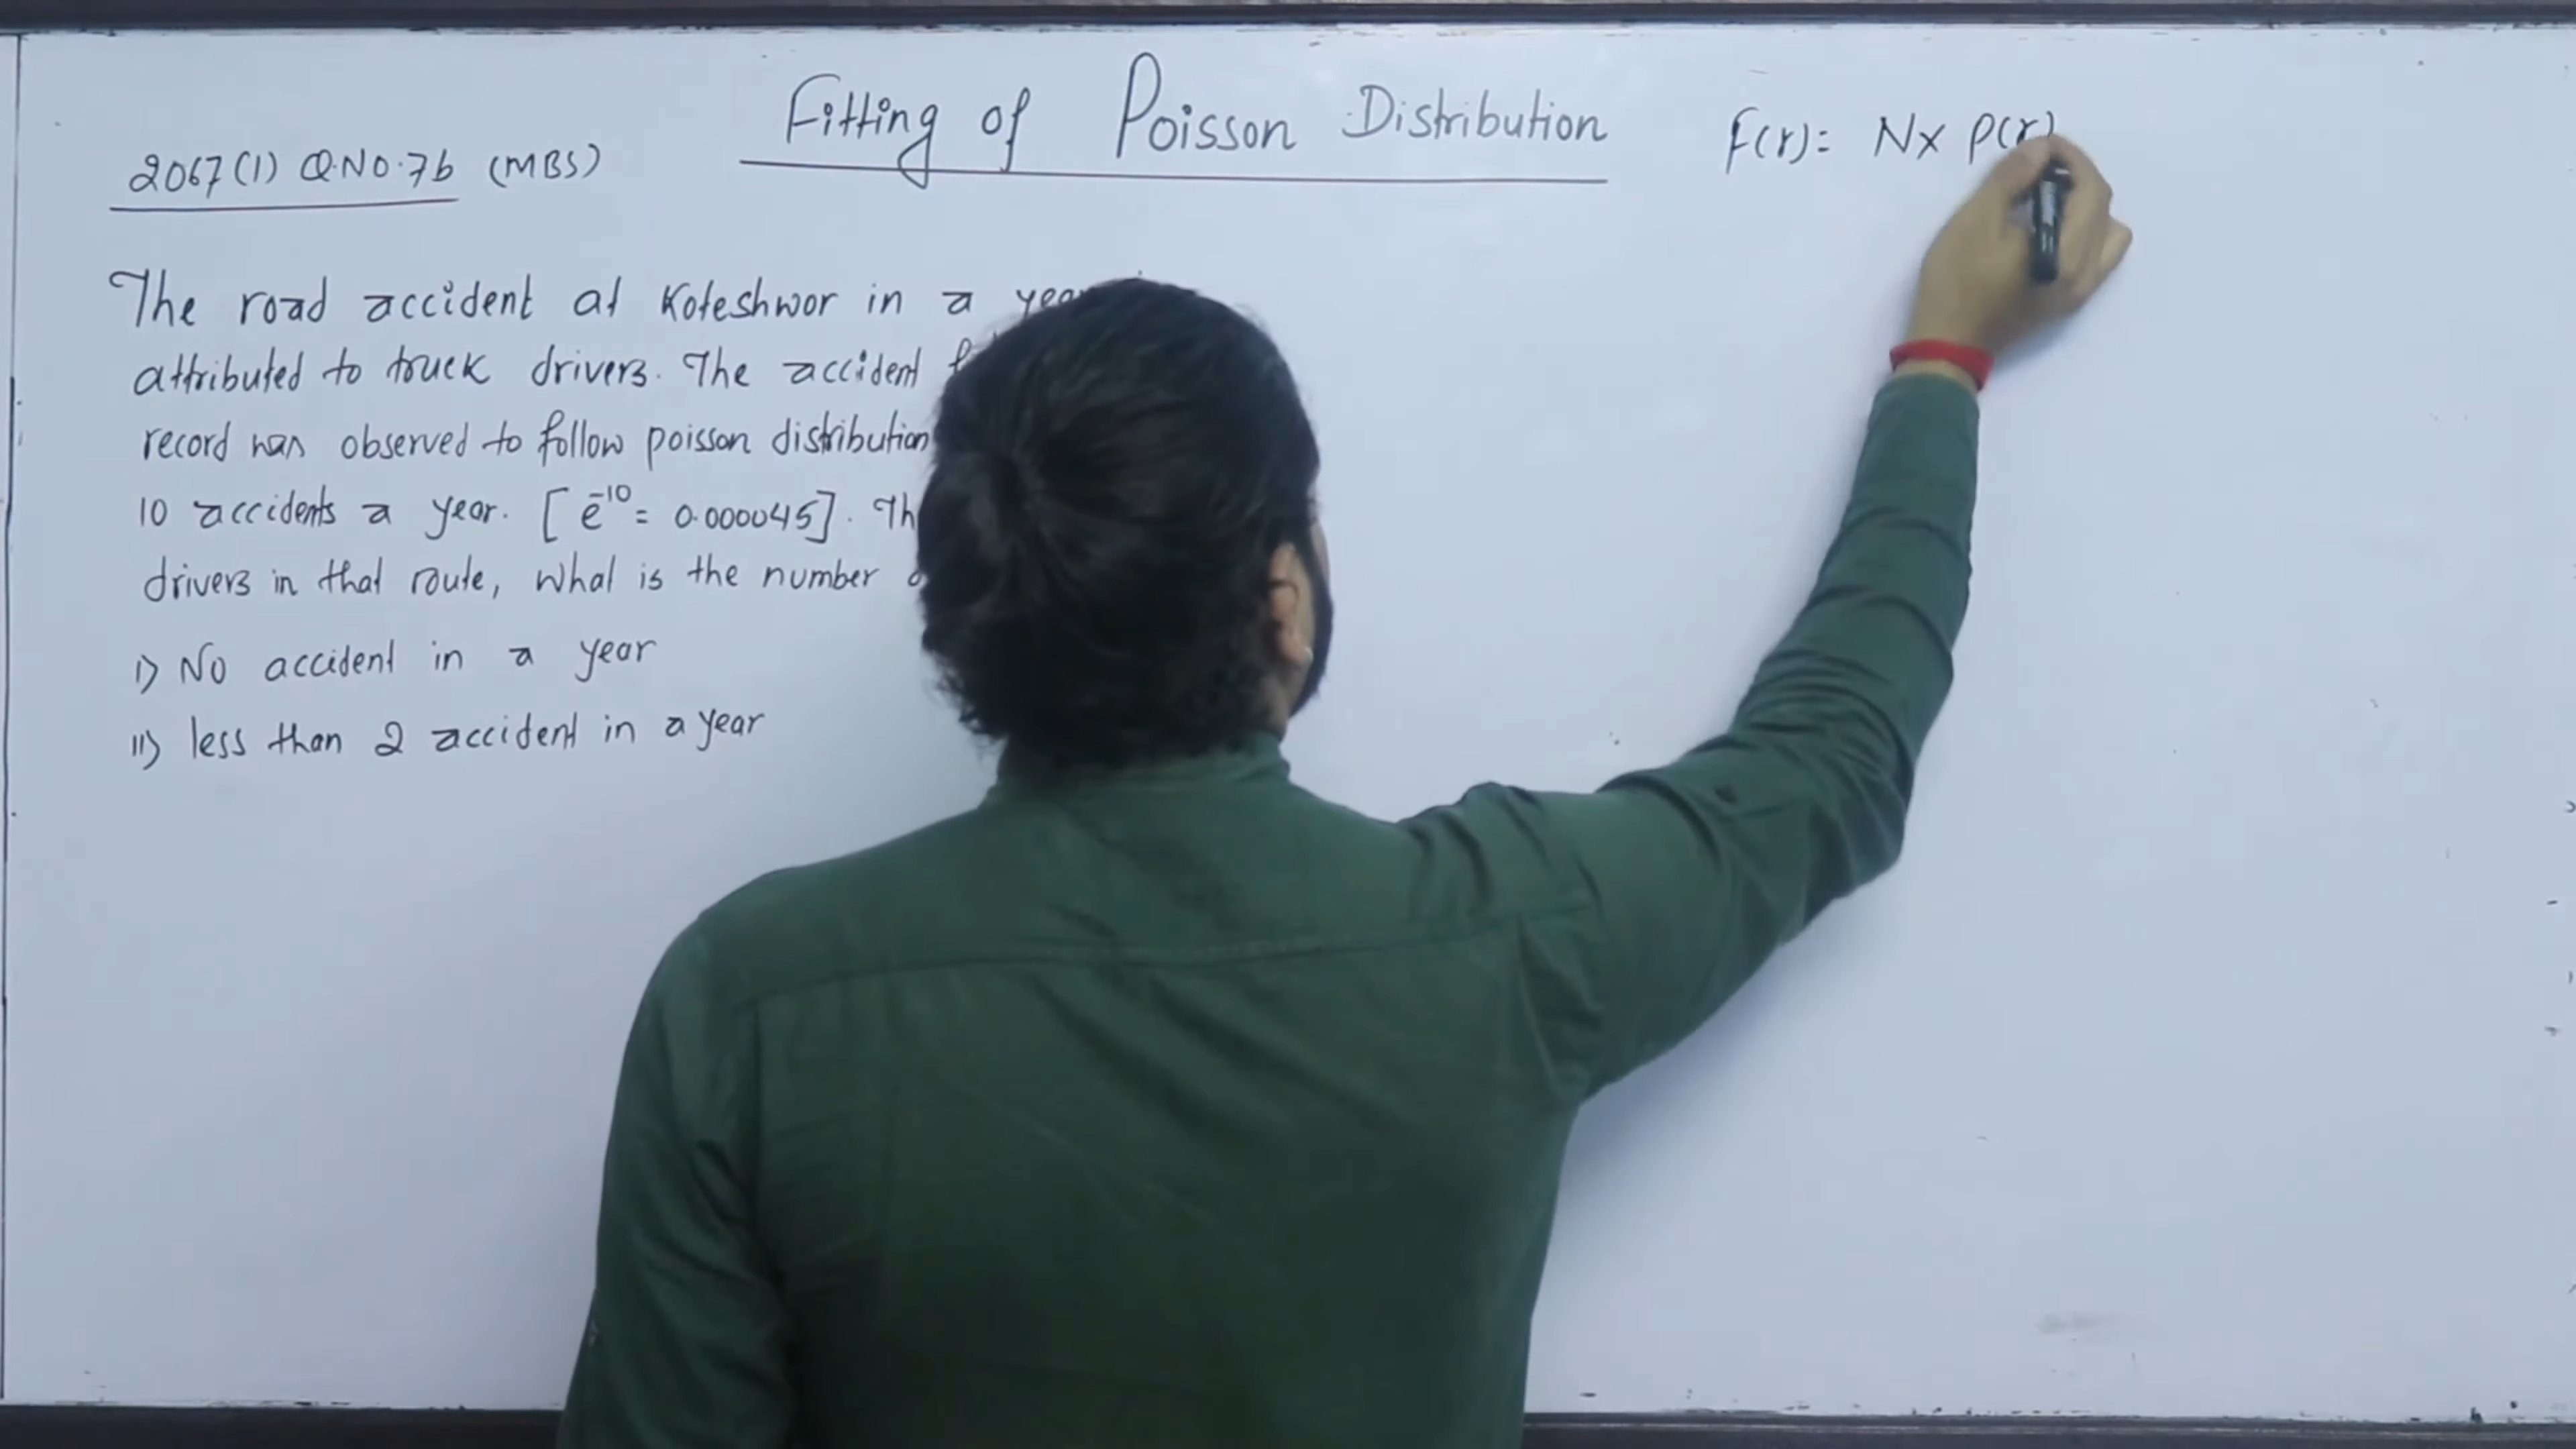 Fitting of Poisson Distribution
F(r): N× P(r)
2067(1) Q.NO.7b (MBS)
The road accident at Koteshwor in a year
attributed to truck drivers. The accident
record was observed to follow poisson distribution
10 accidents a year. [e⁻¹⁰= 0.000045]. Th
drivers in that route, what is the number
i) NO accident in a year
ii) less than 2 accident in a year